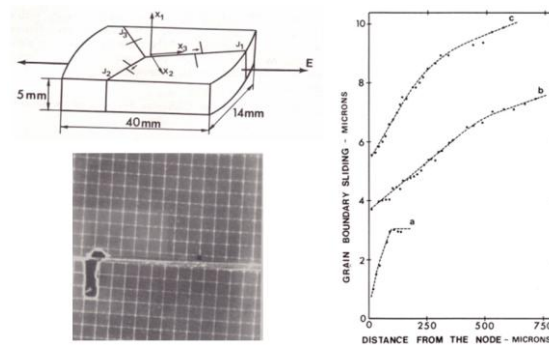 X₁
J₃
X₃
J₁
J₂
X₂
E
5mm
14mm
40mm
GRAIN BOUNDARY SLIDING - MICRONS
10
8
6
4
2
0
c
b
a
0 250 500 750
DISTANCE FROM THE NODE - MICRONS